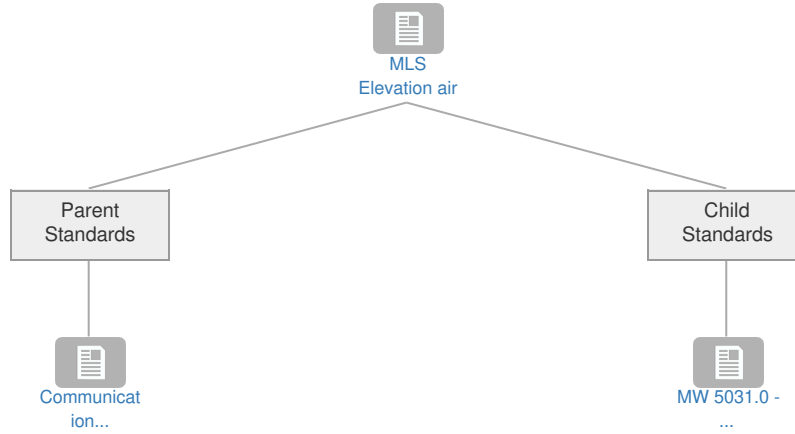 MLS
Elevation air
Parent
Standards
Child
Standards
Communicat
ion...
MW 5031.0 -
...